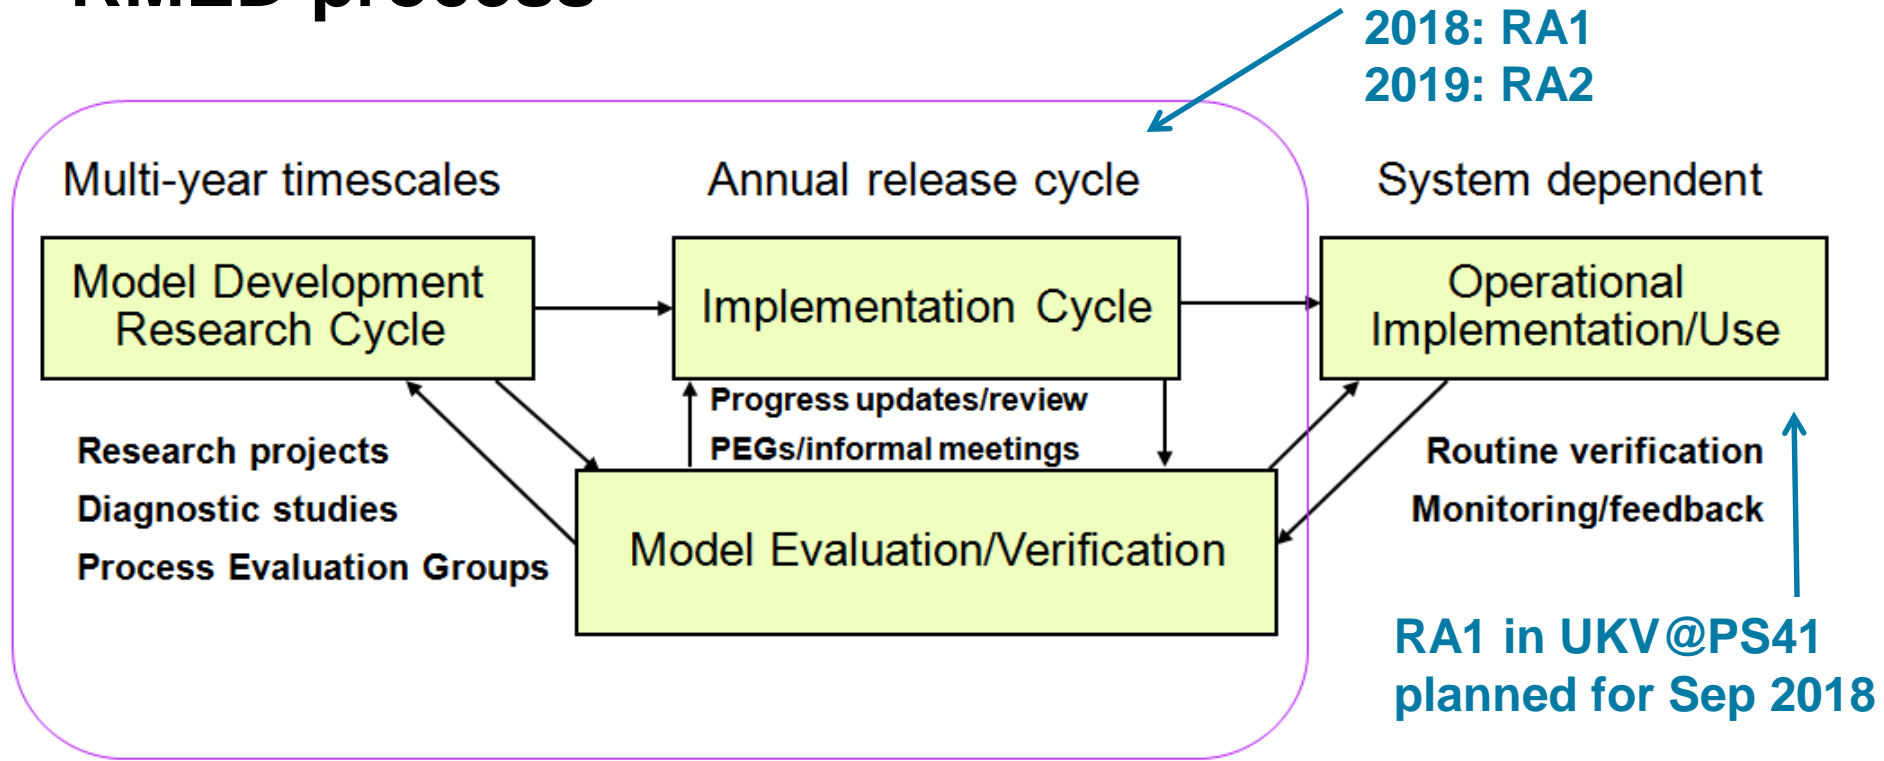 RMED process
2018: RA1
2019: RA2
Multi-year timescales
Annual release cycle
System dependent
Model Development
Research Cycle
Implementation Cycle
Operational
Implementation/Use
Progress updates/review
PEGs/informal meetings
Research projects
Diagnostic studies
Process Evaluation Groups
Routine verification
Monitoring/feedback
Model Evaluation/Verification
RA1 in UKV@PS41
planned for Sep 2018